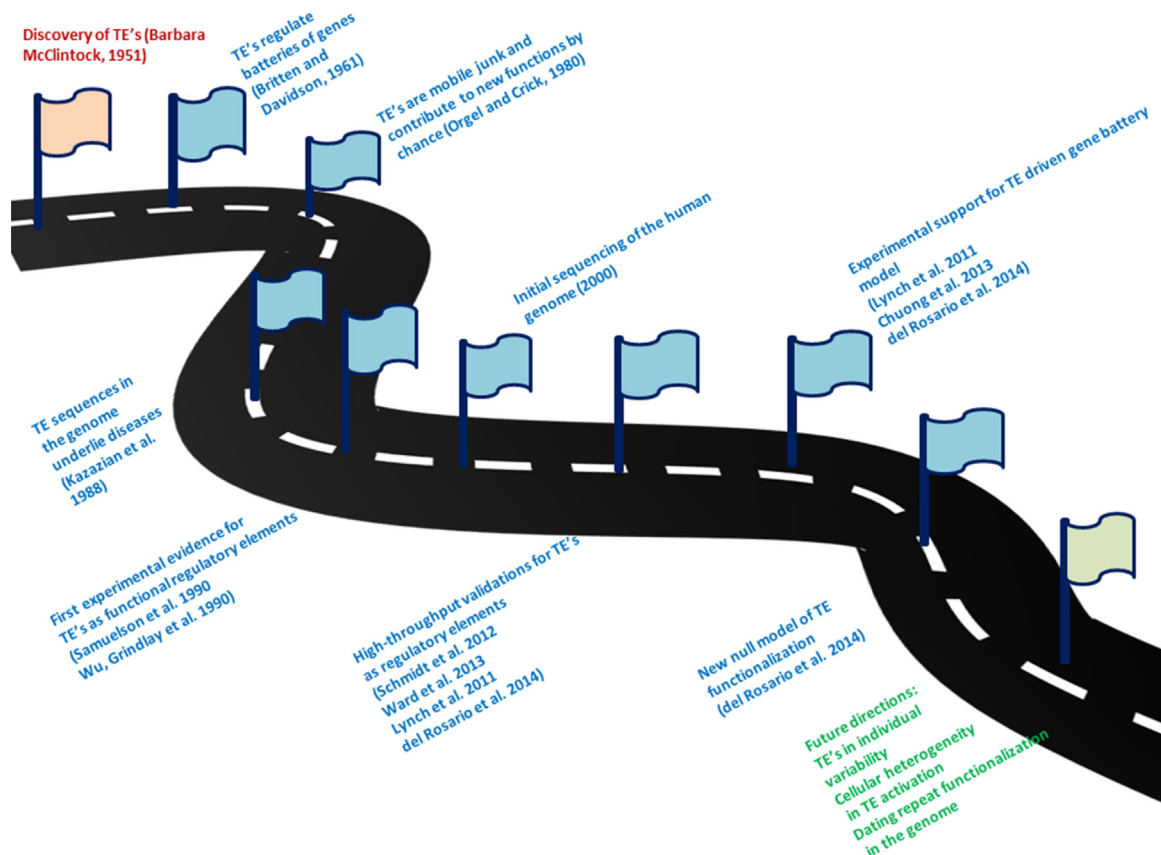 Discovery of TE's (Barbara
McClintock, 1951)
TE's regulate
batteries of genes
(Britten and
Davidson, 1961)
TE's are mobile junk and
contribute to new functions by
chance (Orgel and Crick, 1980)
TE sequences in
the genome
underlie diseases
(Kazazian et al.
1988)
First experimental evidence for
TE's as functional regulatory elements
(Samuelson et al. 1990
Wu, Grindlay et al. 1990)
Initial sequencing of the human
genome (2000)
High-throughput validations for TE's
as regulatory elements
(Schmidt et al. 2012
Ward et al. 2013
Lynch et al. 2011
del Rosario et al. 2014)
Experimental support for TE driven gene battery
model
(Lynch et al. 2011
Chuong et al. 2013
del Rosario et al. 2014)
New null model of TE
functionalization
(del Rosario et al. 2014)
Future directions:
TE's in individual
variability
Cellular heterogeneity
in TE activation
Dating repeat functionalization
in the genome